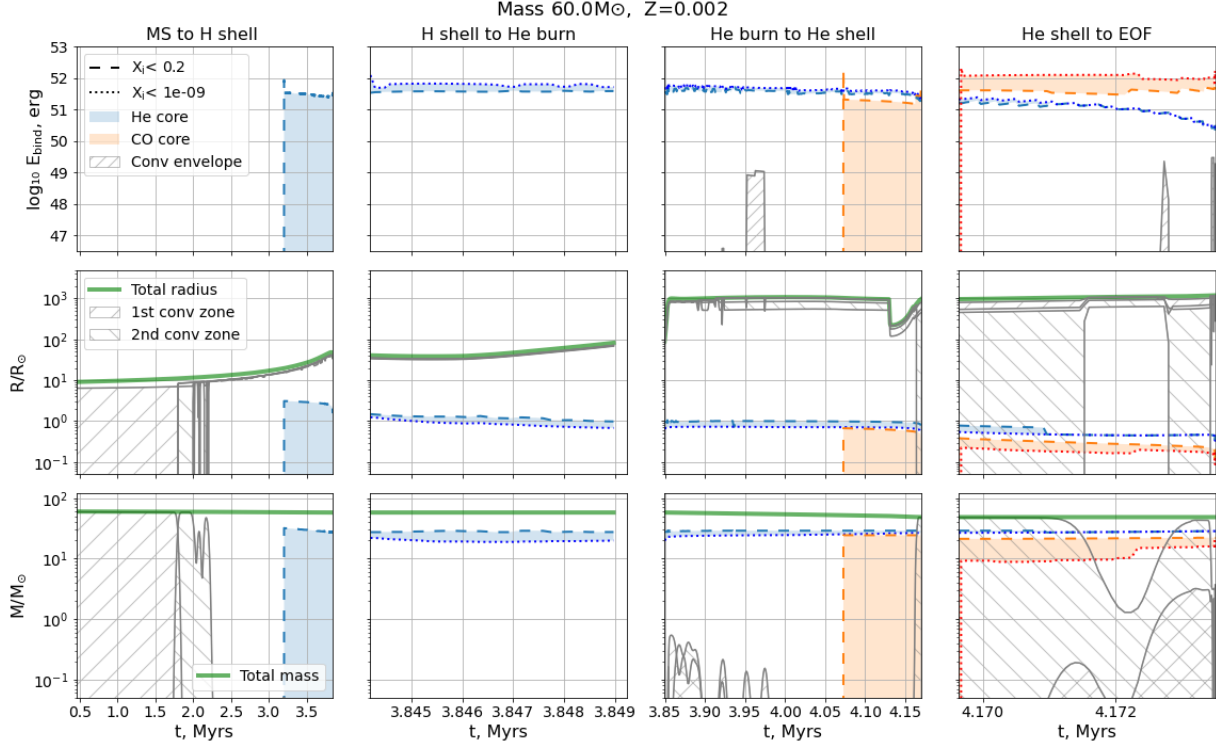 Mass 60.0M⊙, Z=0.002
MS to H shell
H shell to He burn
He burn to He shell
He shell to EOF
log₁₀ E_bind, erg
53
52
51
50
49
48
47
X_i< 0.2
X_i< 1e-09
He core
CO core
Conv envelope
R/R⊙
10³
10²
10¹
10⁰
10⁻¹
Total radius
1st conv zone
2nd conv zone
M/M⊙
10²
10¹
10⁰
10⁻¹
Total mass
0.5 1.0 1.5 2.0 2.5 3.0 3.5
3.845 3.846 3.847 3.848 3.849
3.85 3.90 3.95 4.00 4.05 4.10 4.15
4.170 4.172
t, Myrs
t, Myrs
t, Myrs
t, Myrs